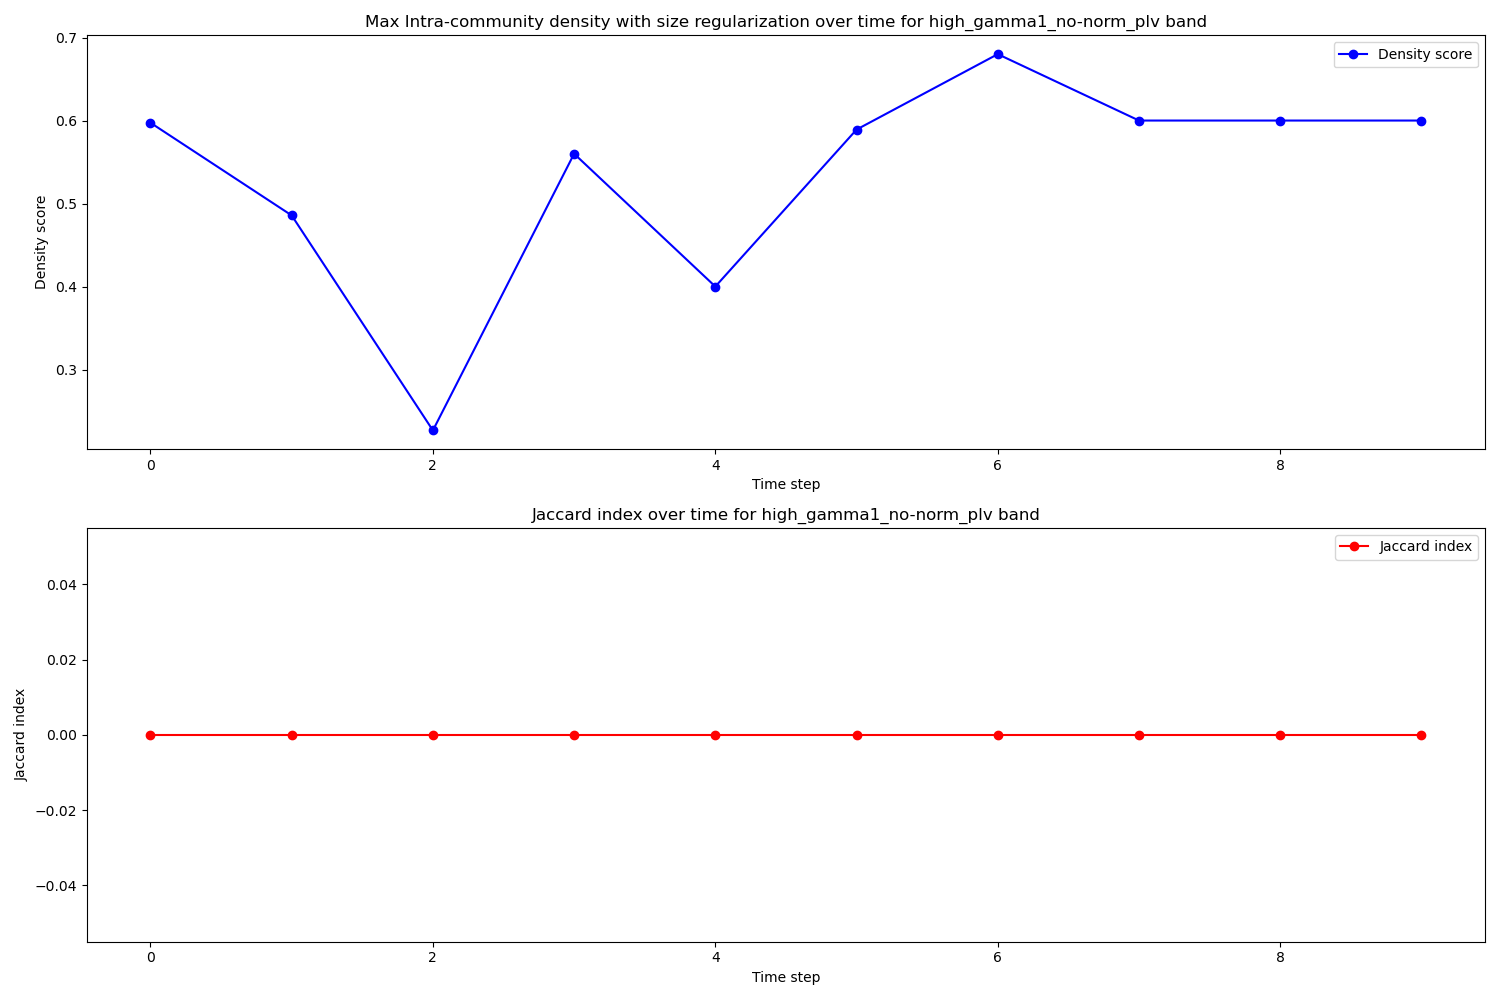 Max Intra-community density with size regularization over time for high_gamma1_no-norm_plv band
Density score
0.7
0.6
0.5
0.4
0.3
Density score
0 2 4 6 8
Time step
Jaccard index over time for high_gamma1_no-norm_plv band
Jaccard index
0.04
0.02
0.00
−0.02
−0.04
Jaccard index
0 2 4 6 8
Time step